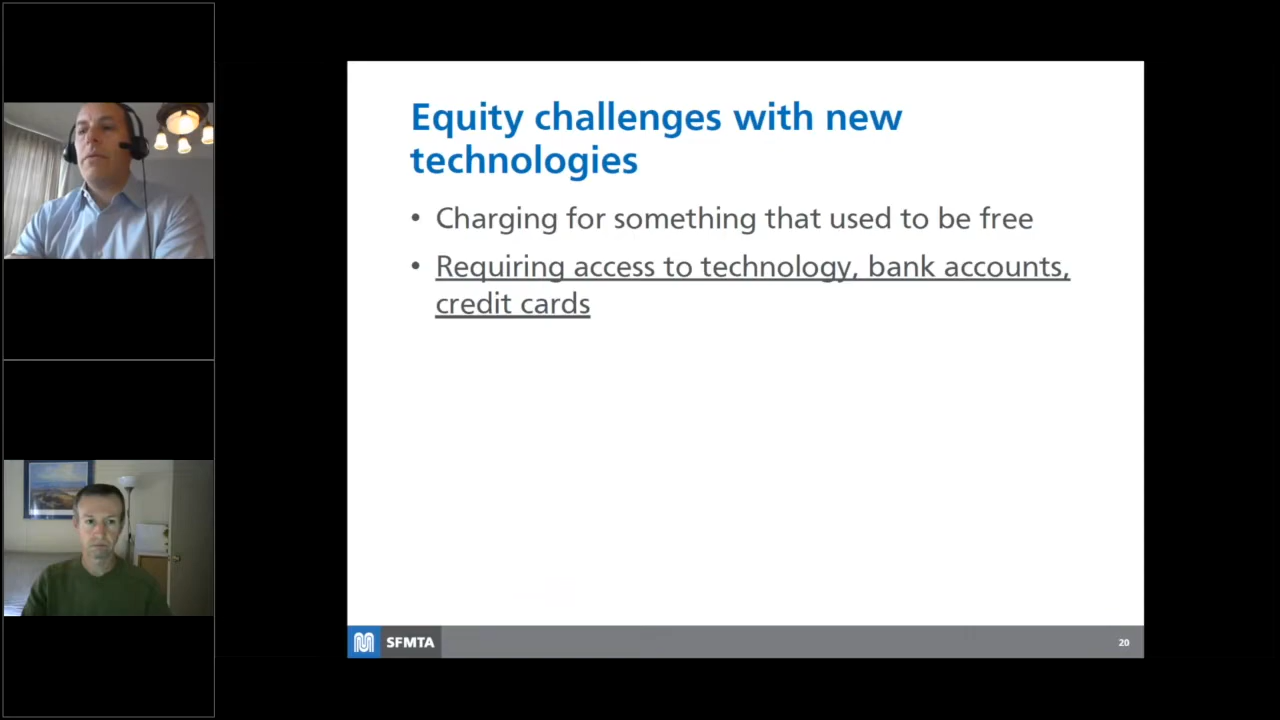 Equity challenges with new
technologies
• Charging for something that used to be free
• Requiring access to technology, bank accounts,
credit cards
SFMTA
20